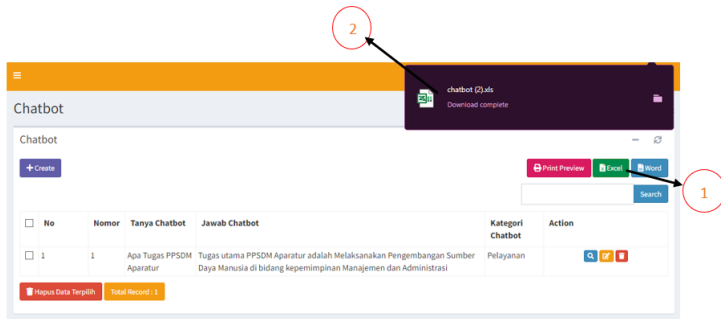 2
chatbot (2).xls
Download complete
Chatbot
Chatbot
+ Create
Print Preview Excel Word
Search
1
No Nomor Tanya Chatbot Jawab Chatbot Kategori Chatbot Action
1 1 Apa Tugas PPSDM Aparatur Tugas utama PPSDM Aparatur adalah Melaksanakan Pengembangan Sumber Pelayanan
Daya Manusia di bidang kepemimpinan Manajemen dan Administrasi
Hapus Data Terpilih Total Record : 1